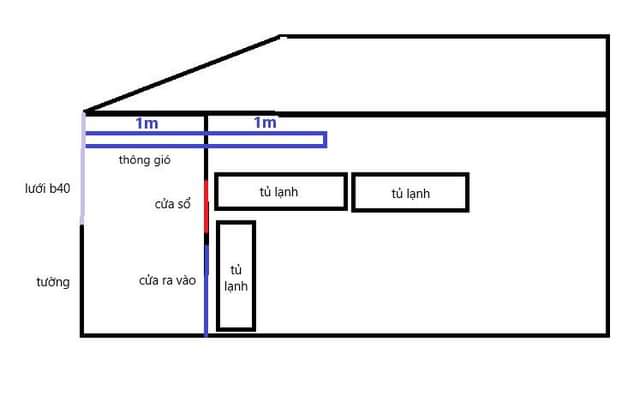 1m
1m
thông gió
lưới b40
tủ lạnh
tủ lạnh
cửa sổ
tường
cửa ra vào
tủ
lạnh